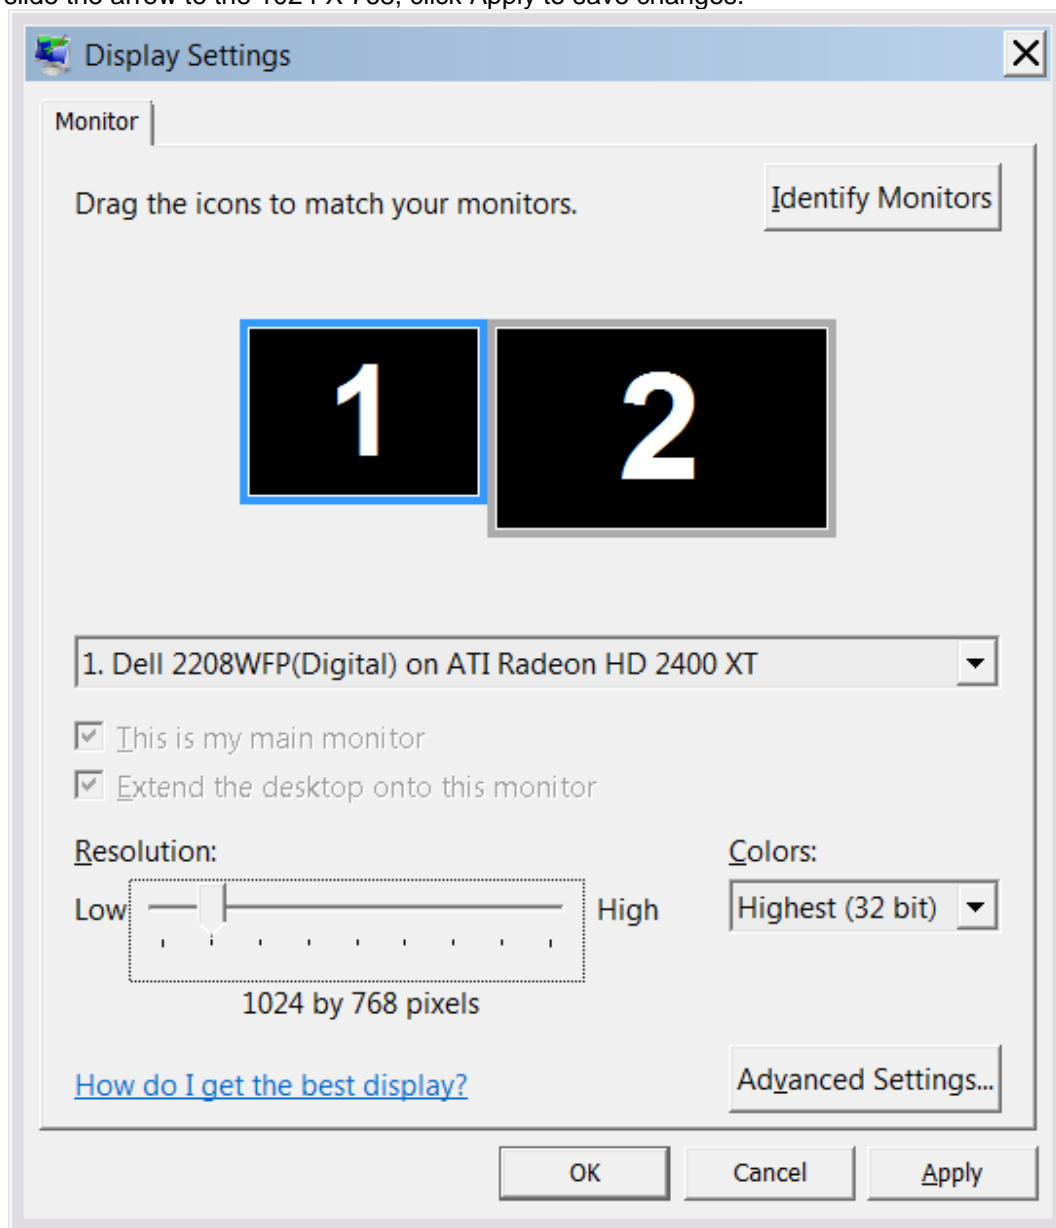 slide the arrow to the 1024 X 768, click Apply to save changes.
Display Settings
Monitor
Drag the icons to match your monitors.
Identify Monitors
1
2
1. Dell 2208WFP(Digital) on ATI Radeon HD 2400 XT
This is my main monitor
Extend the desktop onto this monitor
Resolution:
Colors:
Low
High
Highest (32 bit)
1024 by 768 pixels
How do I get the best display?
Advanced Settings...
OK
Cancel
Apply